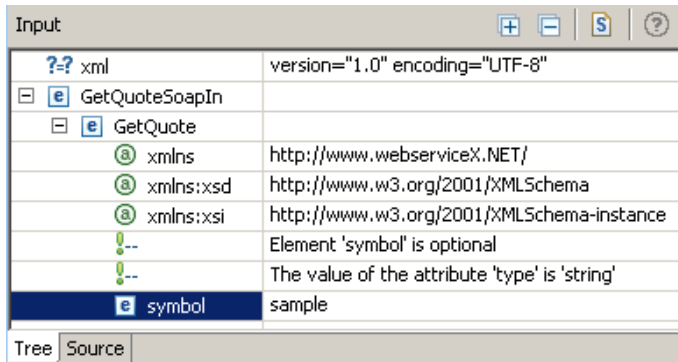 Input
?=? xml version="1.0" encoding="UTF-8"
e GetQuoteSoapIn
e GetQuote
a xmlns http://www.webserviceX.NET/
a xmlns:xsd http://www.w3.org/2001/XMLSchema
a xmlns:xsi http://www.w3.org/2001/XMLSchema-instance
!-- Element 'symbol' is optional
!-- The value of the attribute 'type' is 'string'
e symbol sample
Tree Source